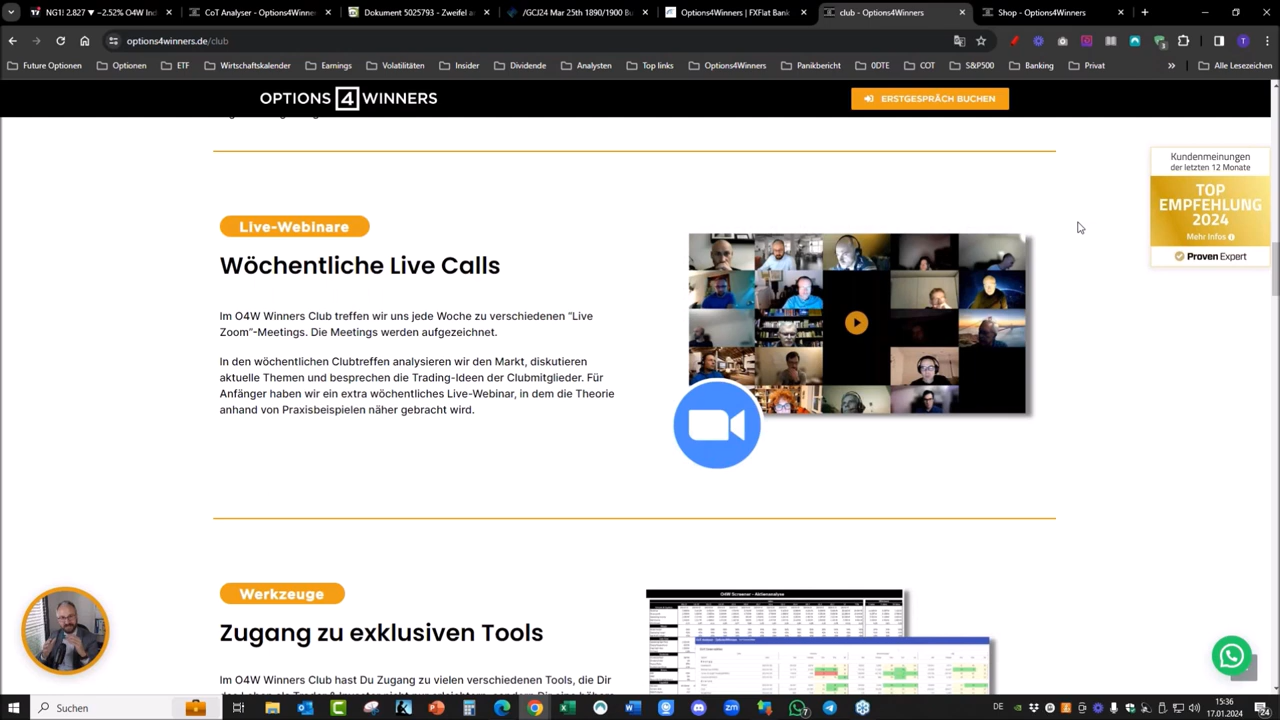 NG1! 2.827 ▼ −2.52% O4W Ind
CoT Analyser - Options4Winners
Dokument 5025793 - Zweifel a
/GCJ24 Mar 25th 1890/1900 Bu
Options4Winners | FXFlat Bank
club - Options4Winners
Shop - Options4Winners
options4winners.de/club
Future Optionen
Optionen
ETF
Wirtschaftskalender
Earnings
Volatilitäten
Insider
Dividende
Analysten
Top links
Options4Winners
Panikbericht
0DTE
COT
S&P500
Banking
Privat
Alle Lesezeichen
OPTIONS 4 WINNERS
ERSTGESPRÄCH BUCHEN
Kundenmeinungen
der letzten 12 Monate
TOP
EMPFEHLUNG
2024
Mehr Infos
Proven Expert
Live-Webinare
Wöchentliche Live Calls
Im O4W Winners Club treffen wir uns jede Woche zu verschiedenen “Live
Zoom”-Meetings. Die Meetings werden aufgezeichnet.
In den wöchentlichen Clubtreffen analysieren wir den Markt, diskutieren
aktuelle Themen und besprechen die Trading-Ideen der Clubmitglieder. Für
Anfänger haben wir ein extra wöchentliches Live-Webinar, in dem die Theorie
anhand von Praxisbeispielen näher gebracht wird.
Werkzeuge
Zugang zu exklusiven Tools
O4W Screener - Aktienanalyse
Im O4W Winners Club hast Du Zugang zu vielen verschiedenen Tools, die Dir
Suchen
DE
15:36
17.01.2024